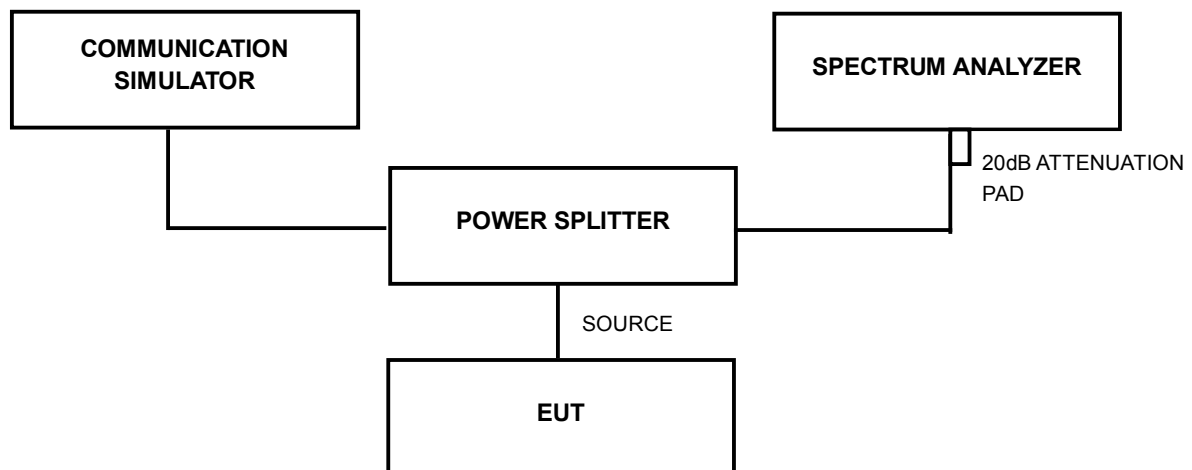 COMMUNICATION
SIMULATOR
SPECTRUM ANALYZER
20dB ATTENUATION
PAD
POWER SPLITTER
SOURCE
EUT